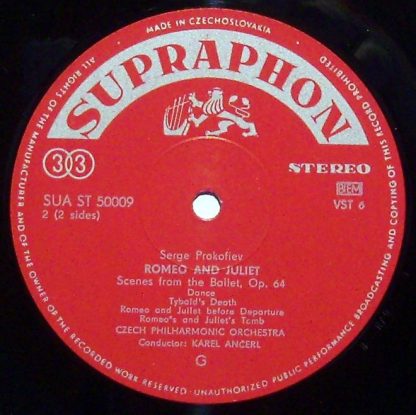 MADE IN CZECHOSLOVAKIA
ALL RIGHTS OF THE MANUFACTURER AND OF THE OWNER OF THE RECORDED WORK RESERVED · UNAUTHORIZED PUBLIC PERFORMANCE BROADCASTING AND COPYING OF THIS RECORD PROHIBITED
SUPRAPHON
33
STEREO
SUA ST 50009
2 (2 sides)
BIEM
VST 6
Serge Prokofiev
ROMEO AND JULIET
Scenes from the Ballet, Op. 64
Dance
Tybald's Death
Romeo and Juliet before Departure
Romeo's and Juliet's Tomb
CZECH PHILHARMONIC ORCHESTRA
Conductor: KAREL ANČERL
G